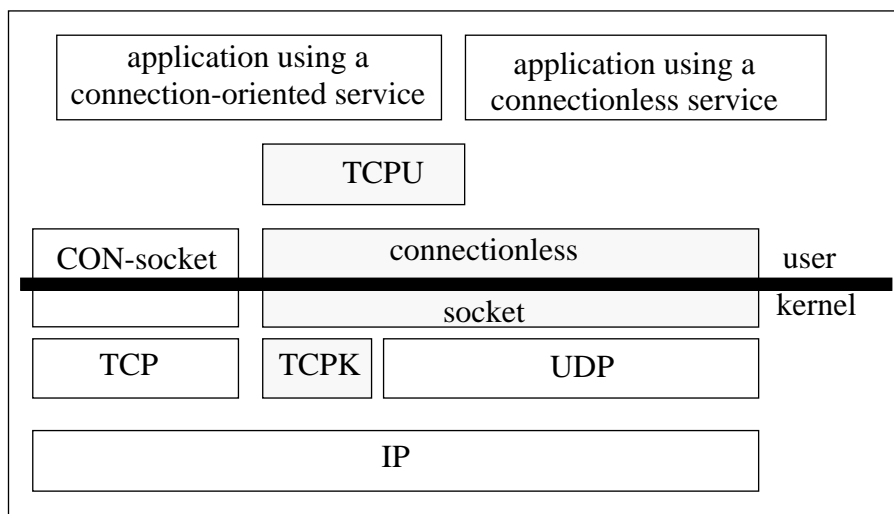 application using a
connection-oriented service
application using a
connectionless service
TCPU
CON-socket
connectionless
user
socket
kernel
TCP
TCPK
UDP
IP